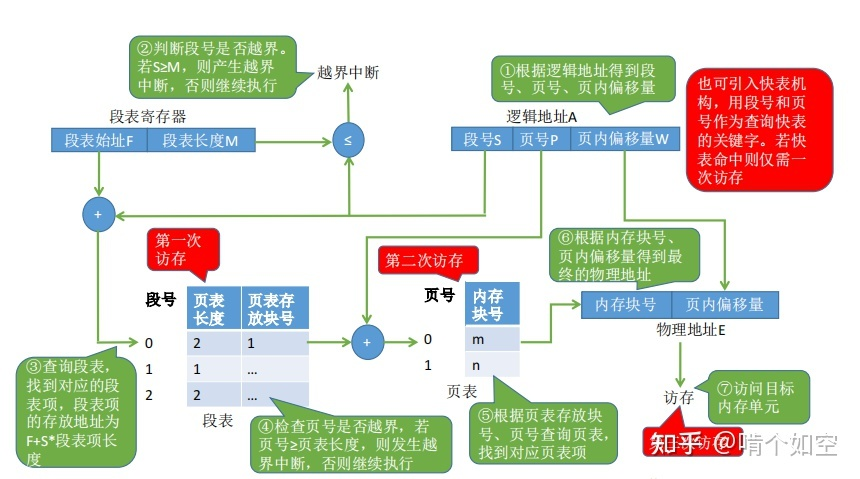 ②判断段号是否越界。
若S≥M，则产生越界
中断，否则继续执行
越界中断
①根据逻辑地址得到段
号、页号、页内偏移量
也可引入快表机
构，用段号和页
号作为查询快表
的关键字。若快
表命中则仅需一
次访存
段表寄存器
段表始址F 段表长度M
≤
逻辑地址A
段号S 页号P 页内偏移量W
+
第一次
访存
第二次访存
⑥根据内存块号、
页内偏移量得到最
终的物理地址
段号 页表长度 页表存放块号
0 2 1
1 1 ...
2 2 ...
段表
+
页号 内存块号
0 m
1 n
页表
内存块号 页内偏移量
物理地址E
③查询段表，
找到对应的段
表项，段表项
的存放地址为
F+S*段表项长
度
④检查页号是否越界，若
页号≥页表长度，则发生越
界中断，否则继续执行
⑤根据页表存放块
号、页号查询页表，
找到对应页表项
访存
⑦访问目标
内存单元
知乎 @啃个如空